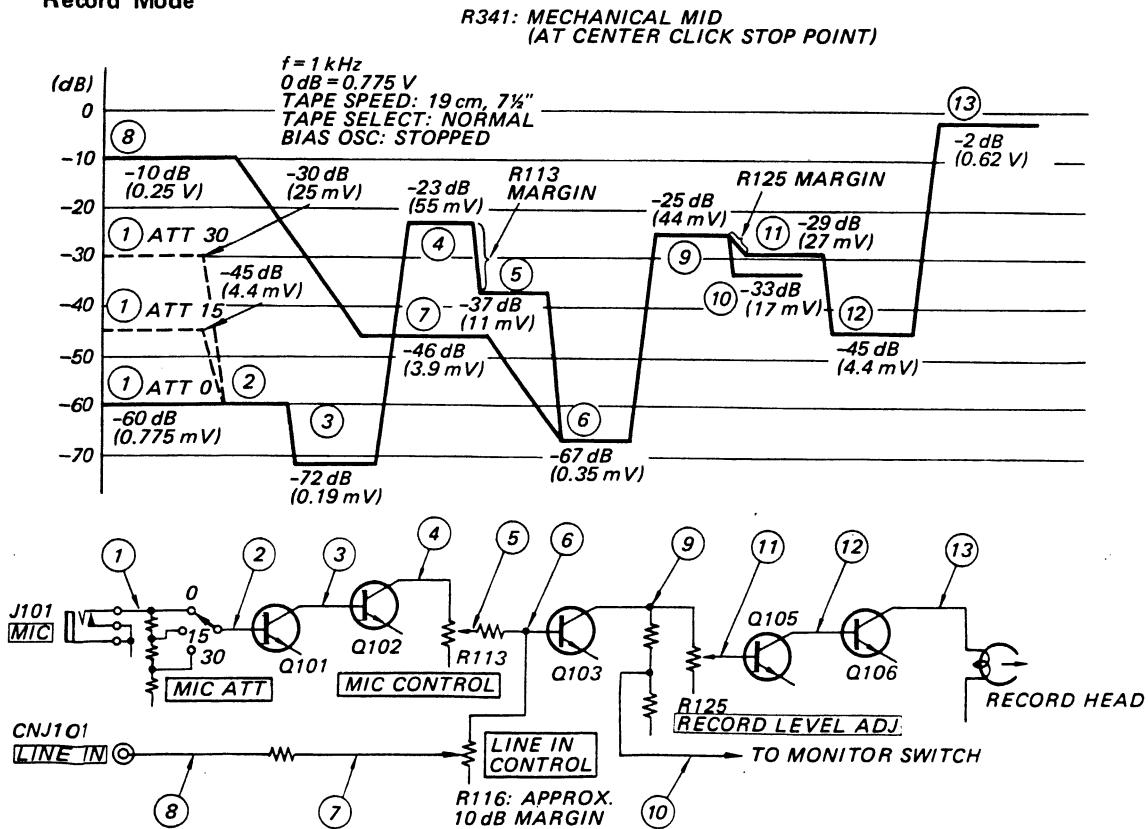 Record Mode
R341: MECHANICAL MID
(AT CENTER CLICK STOP POINT)
f = 1 kHz
0 dB = 0.775 V
TAPE SPEED: 19 cm, 7½"
TAPE SELECT: NORMAL
BIAS OSC: STOPPED
(dB)
0
-10
-20
-30
-40
-50
-60
-70
8
-10 dB
(0.25 V)
-30 dB
(25 mV)
1 ATT 30
-45 dB
(4.4 mV)
1 ATT 15
1 ATT 0
2
-60 dB
(0.775 mV)
3
-72 dB
(0.19 mV)
-23 dB
(55 mV)
4
R113
MARGIN
5
-37 dB
(11 mV)
7
-46 dB
(3.9 mV)
6
-67 dB
(0.35 mV)
-25 dB
(44 mV)
9
R125 MARGIN
11
-29 dB
(27 mV)
10
-33 dB
(17 mV)
12
-45 dB
(4.4 mV)
13
-2 dB
(0.62 V)
1
2
3
4
5
6
9
11
12
13
J101
MIC
0
15
30
MIC ATT
Q101
Q102
MIC CONTROL
R113
Q103
R125
RECORD LEVEL ADJ
Q105
Q106
RECORD HEAD
CNJ101
LINE IN
LINE IN
CONTROL
TO MONITOR SWITCH
8
7
R116: APPROX.
10 dB MARGIN
10